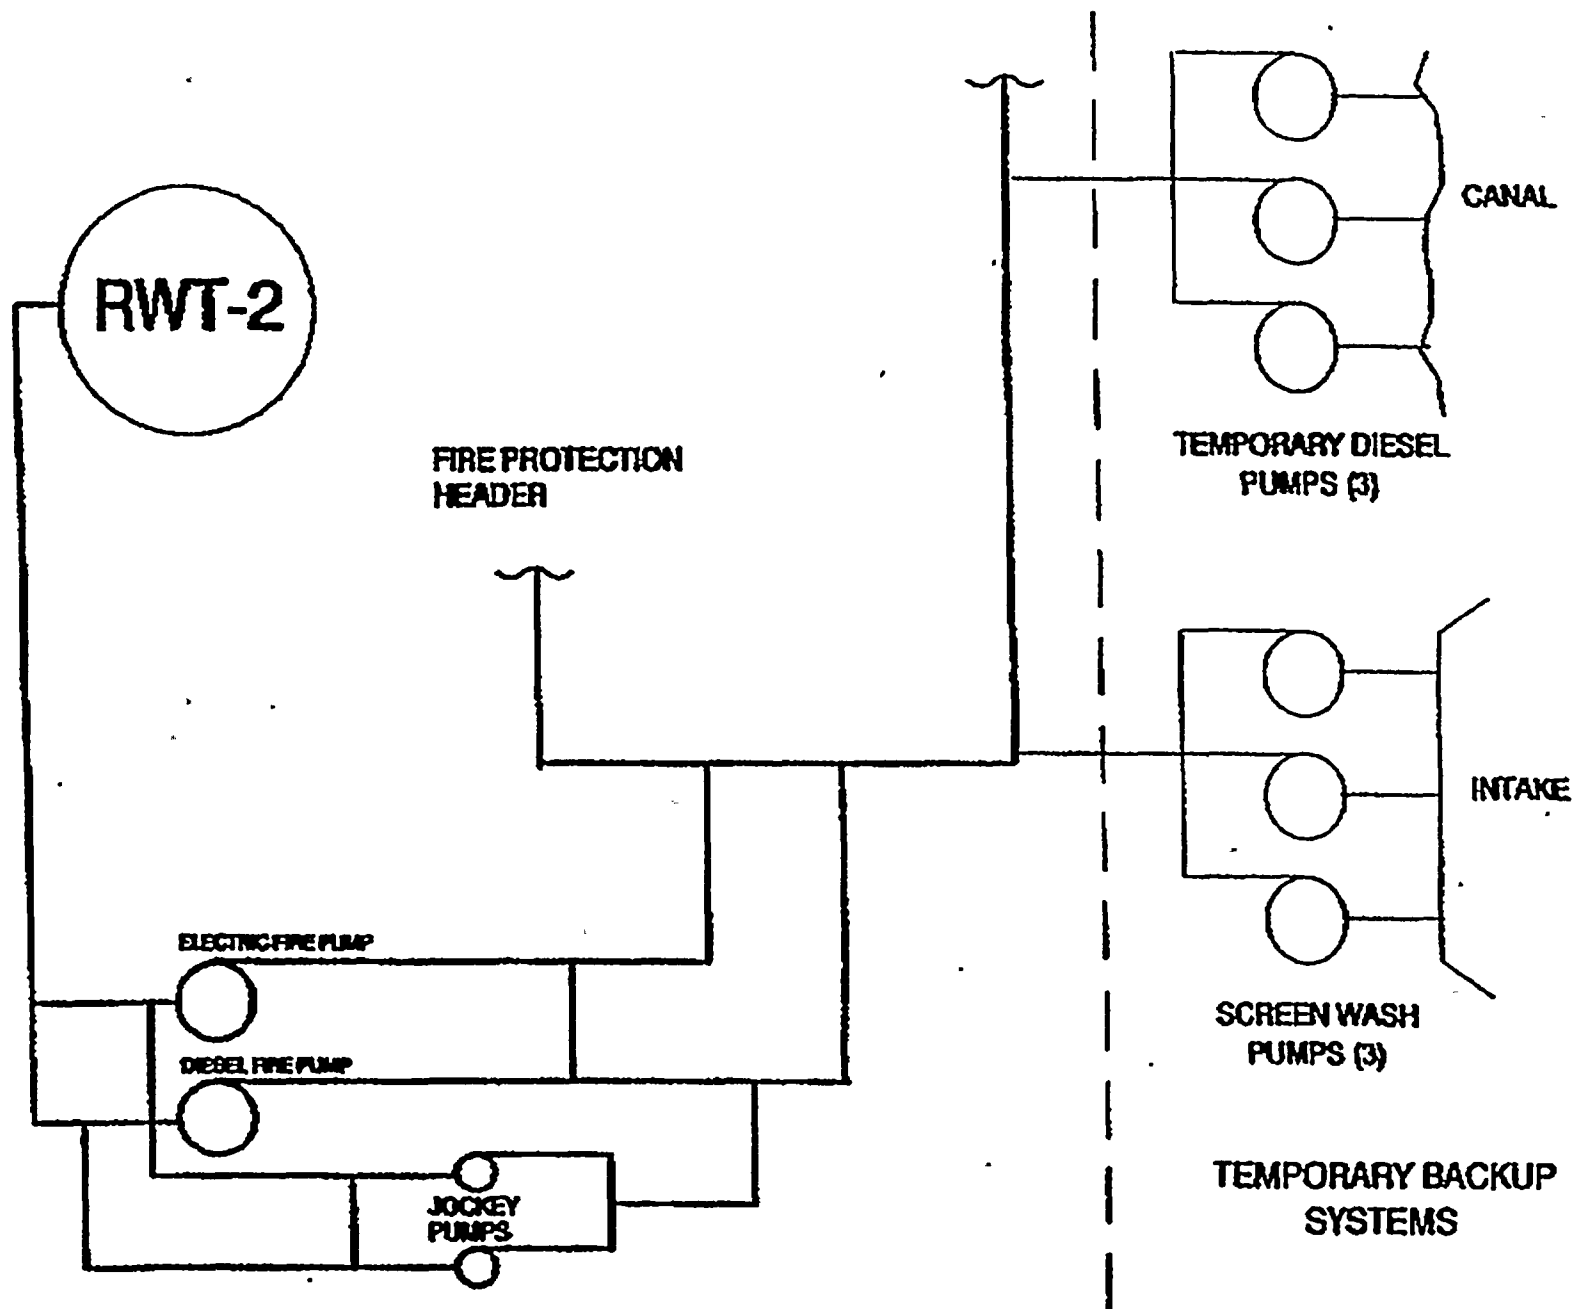 RWT-2
FIRE PROTECTION
HEADER
CANAL
TEMPORARY DIESEL
PUMPS (3)
INTAKE
SCREEN WASH
PUMPS (3)
ELECTRIC FIRE PUMP
DIESEL FIRE PUMP
JOCKEY
PUMPS
TEMPORARY BACKUP
SYSTEMS